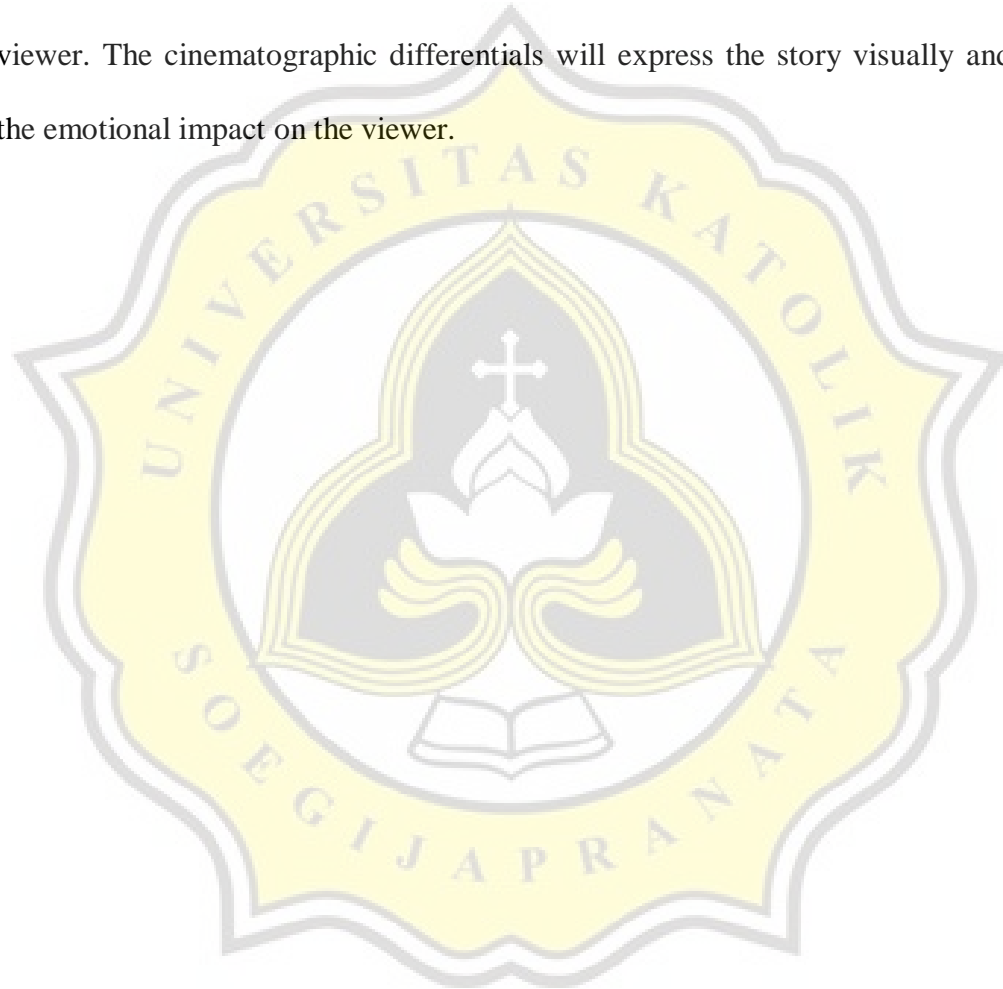 viewer. The cinematographic differentials will express the story visually and
the emotional impact on the viewer.
UNIVERSITAS KATOLIK
SOEGIJAPRANATA